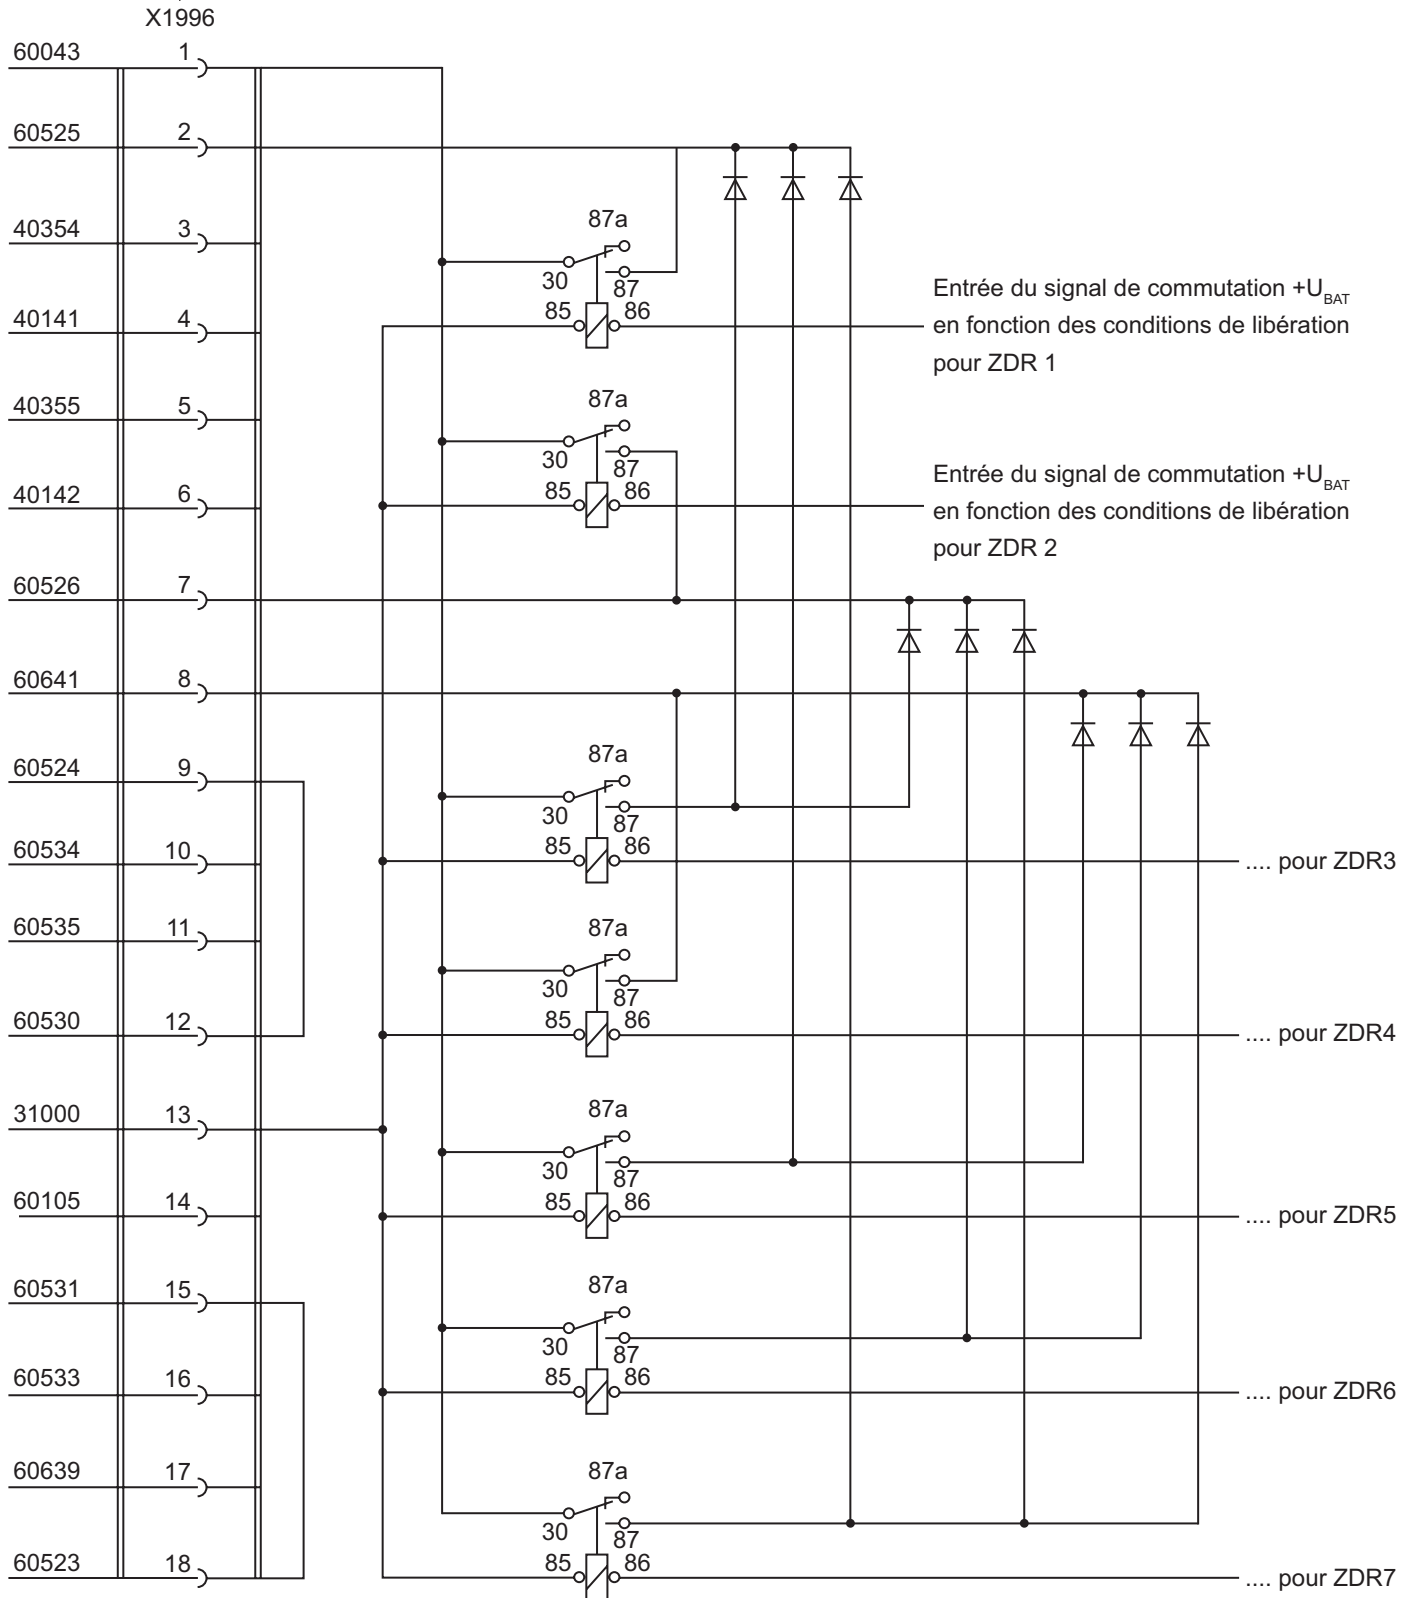 X1996
60043 1
60525 2
87a
40354 3
30
87
Entrée du signal de commutation +U_BAT
85 86
40141 4
en fonction des conditions de libération
pour ZDR 1
87a
40355 5
30
87
Entrée du signal de commutation +U_BAT
85 86
40142 6
en fonction des conditions de libération
pour ZDR 2
60526 7
60641 8
87a
60524 9
30
87
85 86
60534 10
.... pour ZDR3
60535 11
87a
30
87
60530 12
85 86
.... pour ZDR4
31000 13
87a
30
87
60105 14
85 86
.... pour ZDR5
60531 15
87a
30
87
60533 16
85 86
.... pour ZDR6
60639 17
87a
30
87
60523 18
85 86
.... pour ZDR7